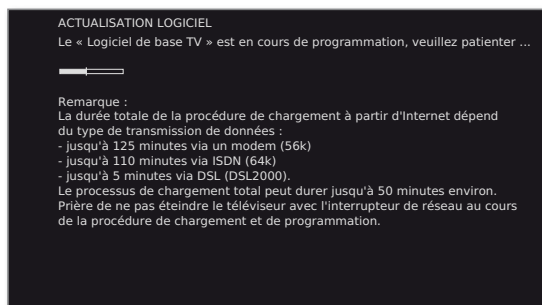 ACTUALISATION LOGICIEL
Le « Logiciel de base TV » est en cours de programmation, veuillez patienter ...
Remarque :
La durée totale de la procédure de chargement à partir d'Internet dépend
du type de transmission de données :
- jusqu'à 125 minutes via un modem (56k)
- jusqu'à 110 minutes via ISDN (64k)
- jusqu'à 5 minutes via DSL (DSL2000).
Le processus de chargement total peut durer jusqu'à 50 minutes environ.
Prière de ne pas éteindre le téléviseur avec l'interrupteur de réseau au cours
de la procédure de chargement et de programmation.